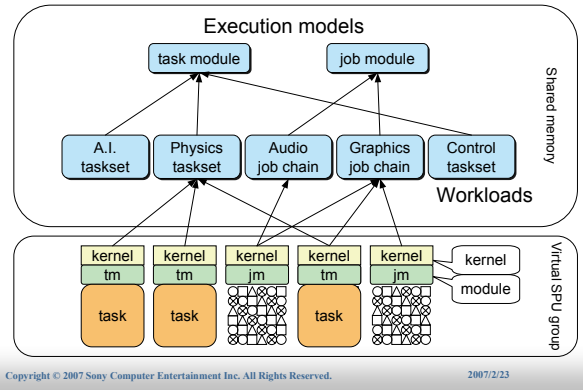 Execution models
task module
job module
Shared memory
A.I.
taskset
Physics
taskset
Audio
job chain
Graphics
job chain
Control
taskset
Workloads
kernel
kernel
kernel
kernel
kernel
kernel
tm
tm
jm
tm
jm
module
task
task
task
Virtual SPU group
Copyright © 2007 Sony Computer Entertainment Inc. All Rights Reserved.
2007/2/23